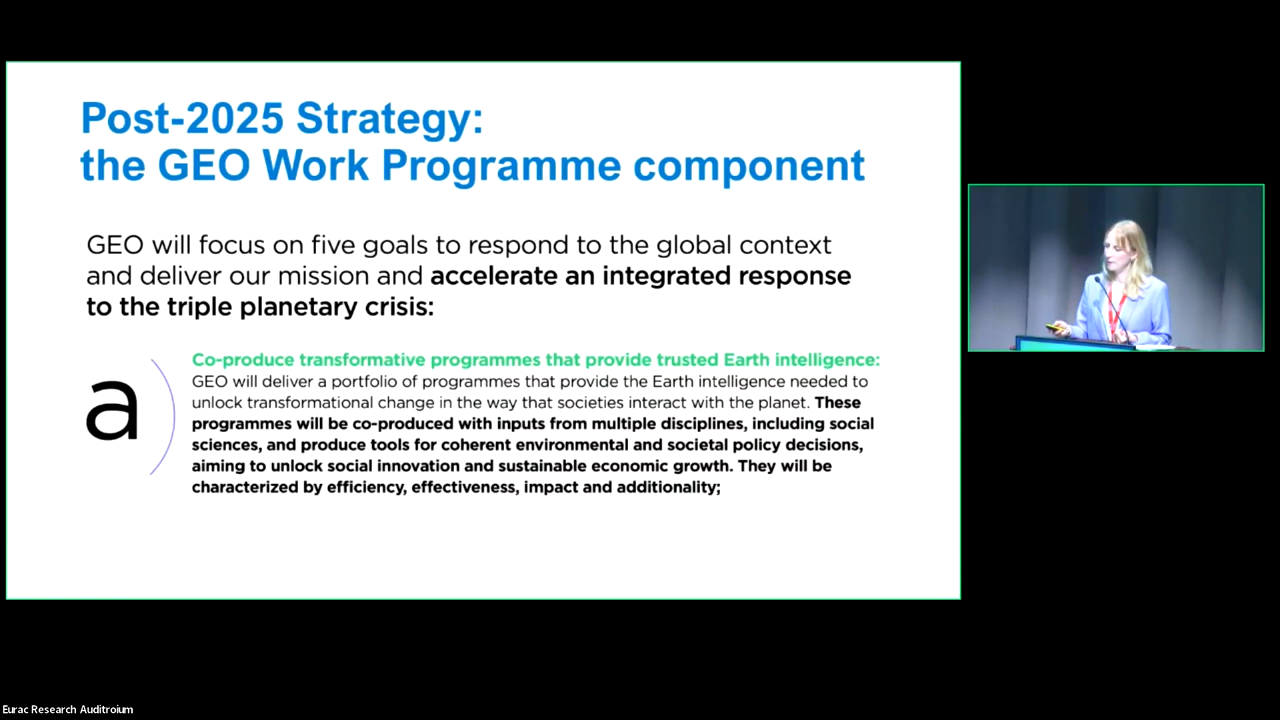 Post-2025 Strategy:
the GEO Work Programme component
GEO will focus on five goals to respond to the global context
and deliver our mission and accelerate an integrated response
to the triple planetary crisis:
a
Co-produce transformative programmes that provide trusted Earth intelligence:
GEO will deliver a portfolio of programmes that provide the Earth intelligence needed to
unlock transformational change in the way that societies interact with the planet. These
programmes will be co-produced with inputs from multiple disciplines, including social
sciences, and produce tools for coherent environmental and societal policy decisions,
aiming to unlock social innovation and sustainable economic growth. They will be
characterized by efficiency, effectiveness, impact and additionality;
Eurac Research Auditroium